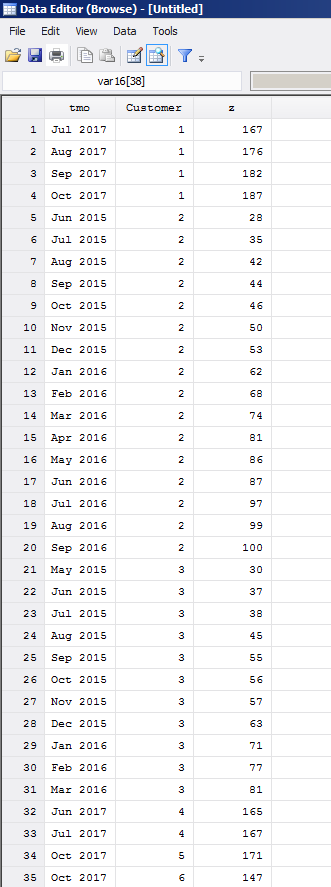 Data Editor (Browse) - [Untitled]
File Edit View Data Tools
var16[38]
tmo Customer z
1 Jul 2017 1 167
2 Aug 2017 1 176
3 Sep 2017 1 182
4 Oct 2017 1 187
5 Jun 2015 2 28
6 Jul 2015 2 35
7 Aug 2015 2 42
8 Sep 2015 2 44
9 Oct 2015 2 46
10 Nov 2015 2 50
11 Dec 2015 2 53
12 Jan 2016 2 62
13 Feb 2016 2 68
14 Mar 2016 2 74
15 Apr 2016 2 81
16 May 2016 2 86
17 Jun 2016 2 87
18 Jul 2016 2 97
19 Aug 2016 2 99
20 Sep 2016 2 100
21 May 2015 3 30
22 Jun 2015 3 37
23 Jul 2015 3 38
24 Aug 2015 3 45
25 Sep 2015 3 55
26 Oct 2015 3 56
27 Nov 2015 3 57
28 Dec 2015 3 63
29 Jan 2016 3 71
30 Feb 2016 3 77
31 Mar 2016 3 81
32 Jun 2017 4 165
33 Jul 2017 4 167
34 Oct 2017 5 171
35 Oct 2017 6 147